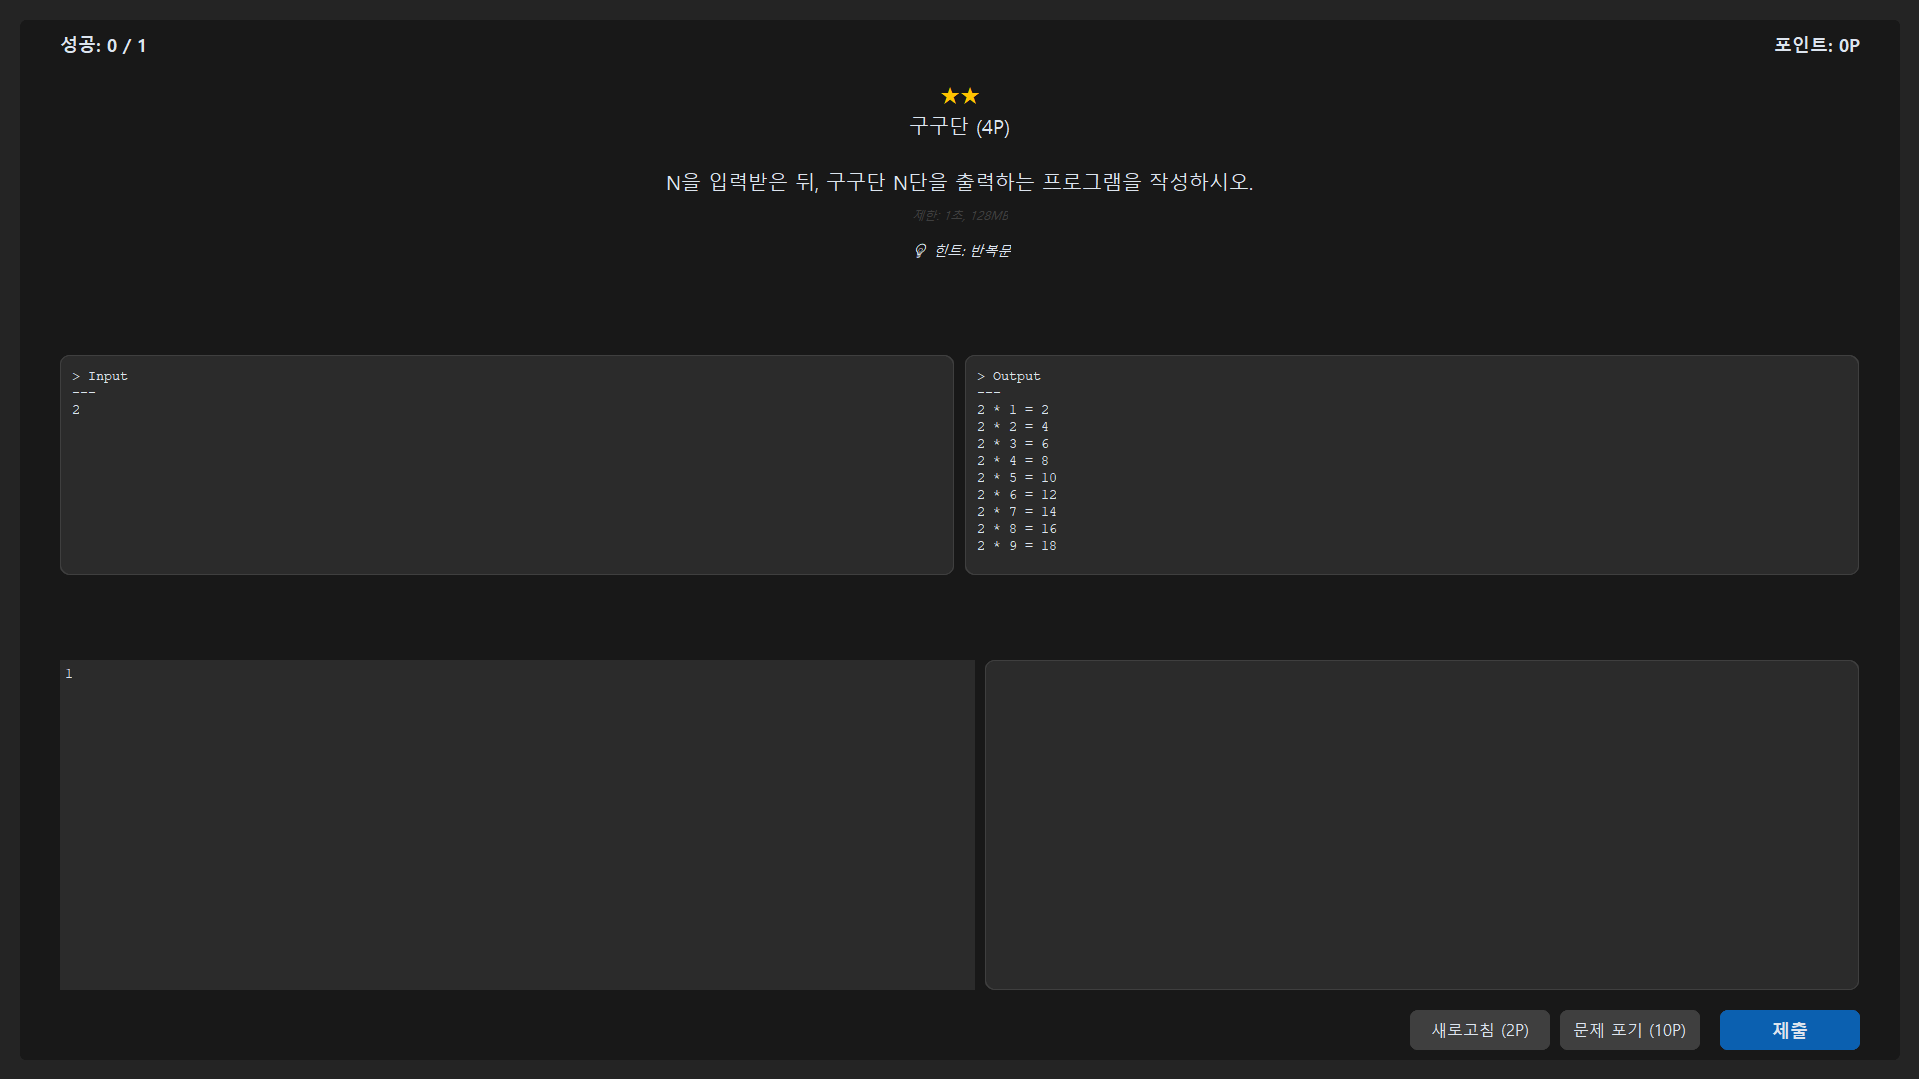 성공: 0 / 1
포인트: 0P
★★
구구단 (4P)
N을 입력받은 뒤, 구구단 N단을 출력하는 프로그램을 작성하시오.
제한: 1초, 128MB
힌트: 반복문
> Input
---
2
> Output
---
2 * 1 = 2
2 * 2 = 4
2 * 3 = 6
2 * 4 = 8
2 * 5 = 10
2 * 6 = 12
2 * 7 = 14
2 * 8 = 16
2 * 9 = 18
1
새로고침 (2P)
문제 포기 (10P)
제출